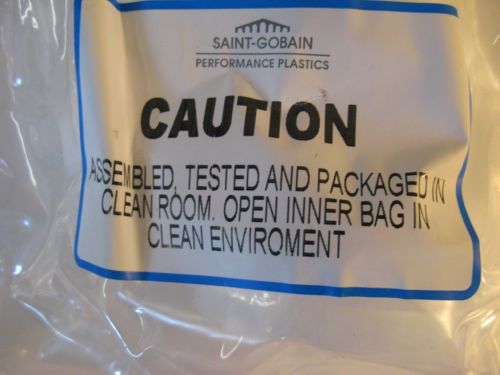 SAINT-GOBAIN
PERFORMANCE PLASTICS
CAUTION
ASSEMBLED, TESTED AND PACKAGED IN
CLEAN ROOM. OPEN INNER BAG IN
CLEAN ENVIROMENT